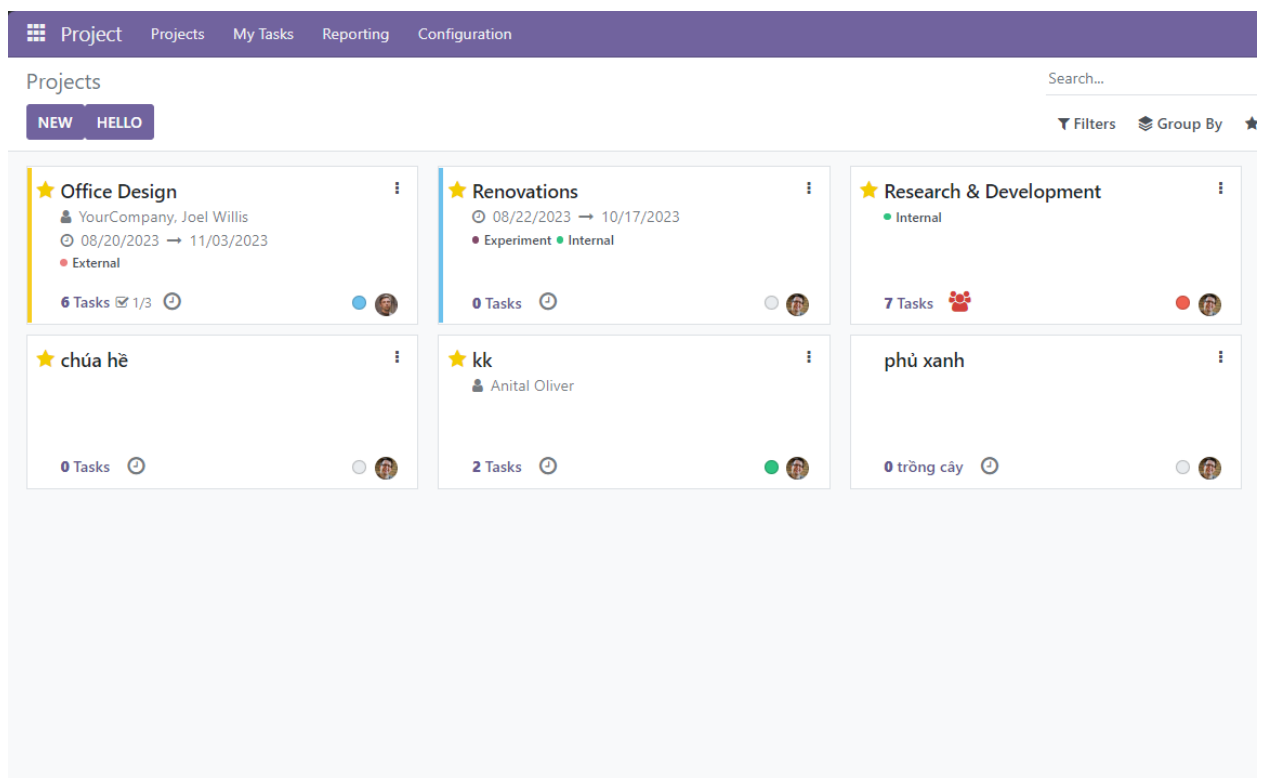 Project Projects My Tasks Reporting Configuration
Projects
Search...
NEW HELLO
Filters Group By
Office Design
YourCompany, Joel Willis
08/20/2023 → 11/03/2023
External
6 Tasks 1/3
Renovations
08/22/2023 → 10/17/2023
Experiment Internal
0 Tasks
Research & Development
Internal
7 Tasks
chúa hề
0 Tasks
kk
Anital Oliver
2 Tasks
phủ xanh
0 trồng cây